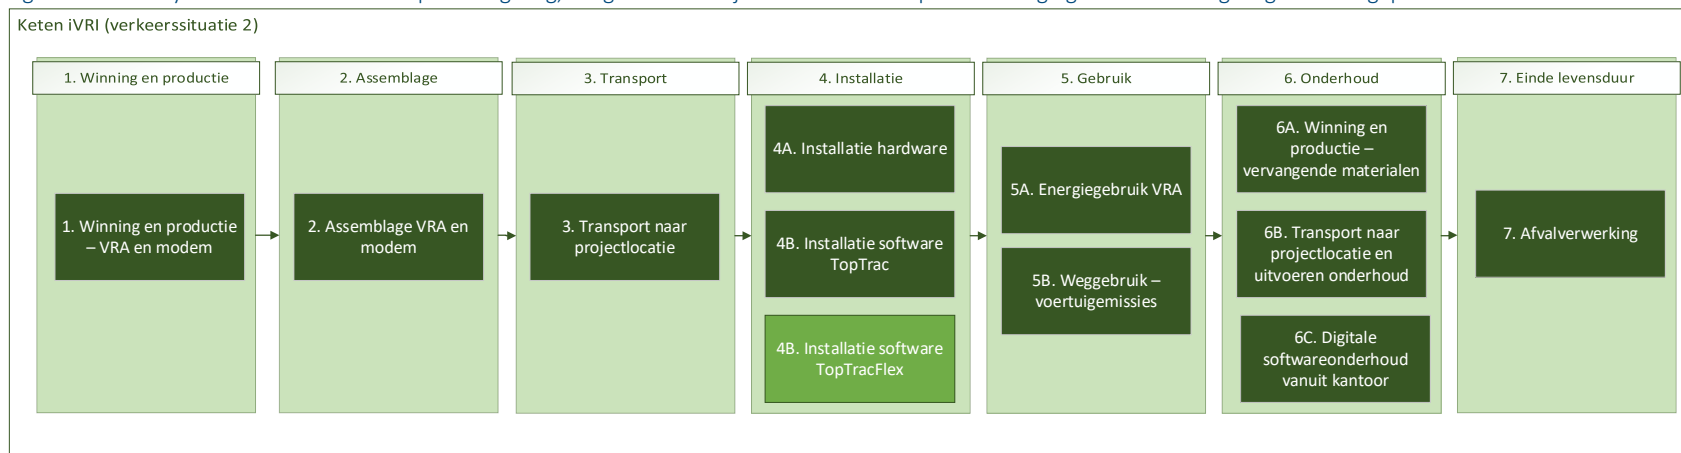 Keten iVRI (verkeerssituatie 2)
1. Winning en productie
2. Assemblage
3. Transport
4. Installatie
5. Gebruik
6. Onderhoud
7. Einde levensduur
1. Winning en productie
– VRA en modem
2. Assemblage VRA en
modem
3. Transport naar
projectlocatie
4A. Installatie hardware
4B. Installatie software
TopTrac
4B. Installatie software
TopTracFlex
5A. Energiegebruik VRA
5B. Weggebruik –
voertuigemissies
6A. Winning en
productie –
vervangende materialen
6B. Transport naar
projectlocatie en
uitvoeren onderhoud
6C. Digitale
softwareonderhoud
vanuit kantoor
7. Afvalverwerking